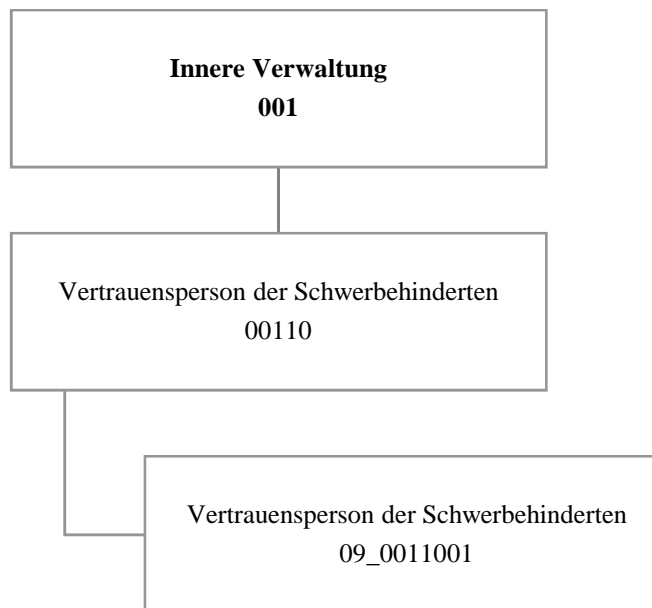 Innere Verwaltung
001
Vertrauensperson der Schwerbehinderten
00110
Vertrauensperson der Schwerbehinderten
09_0011001